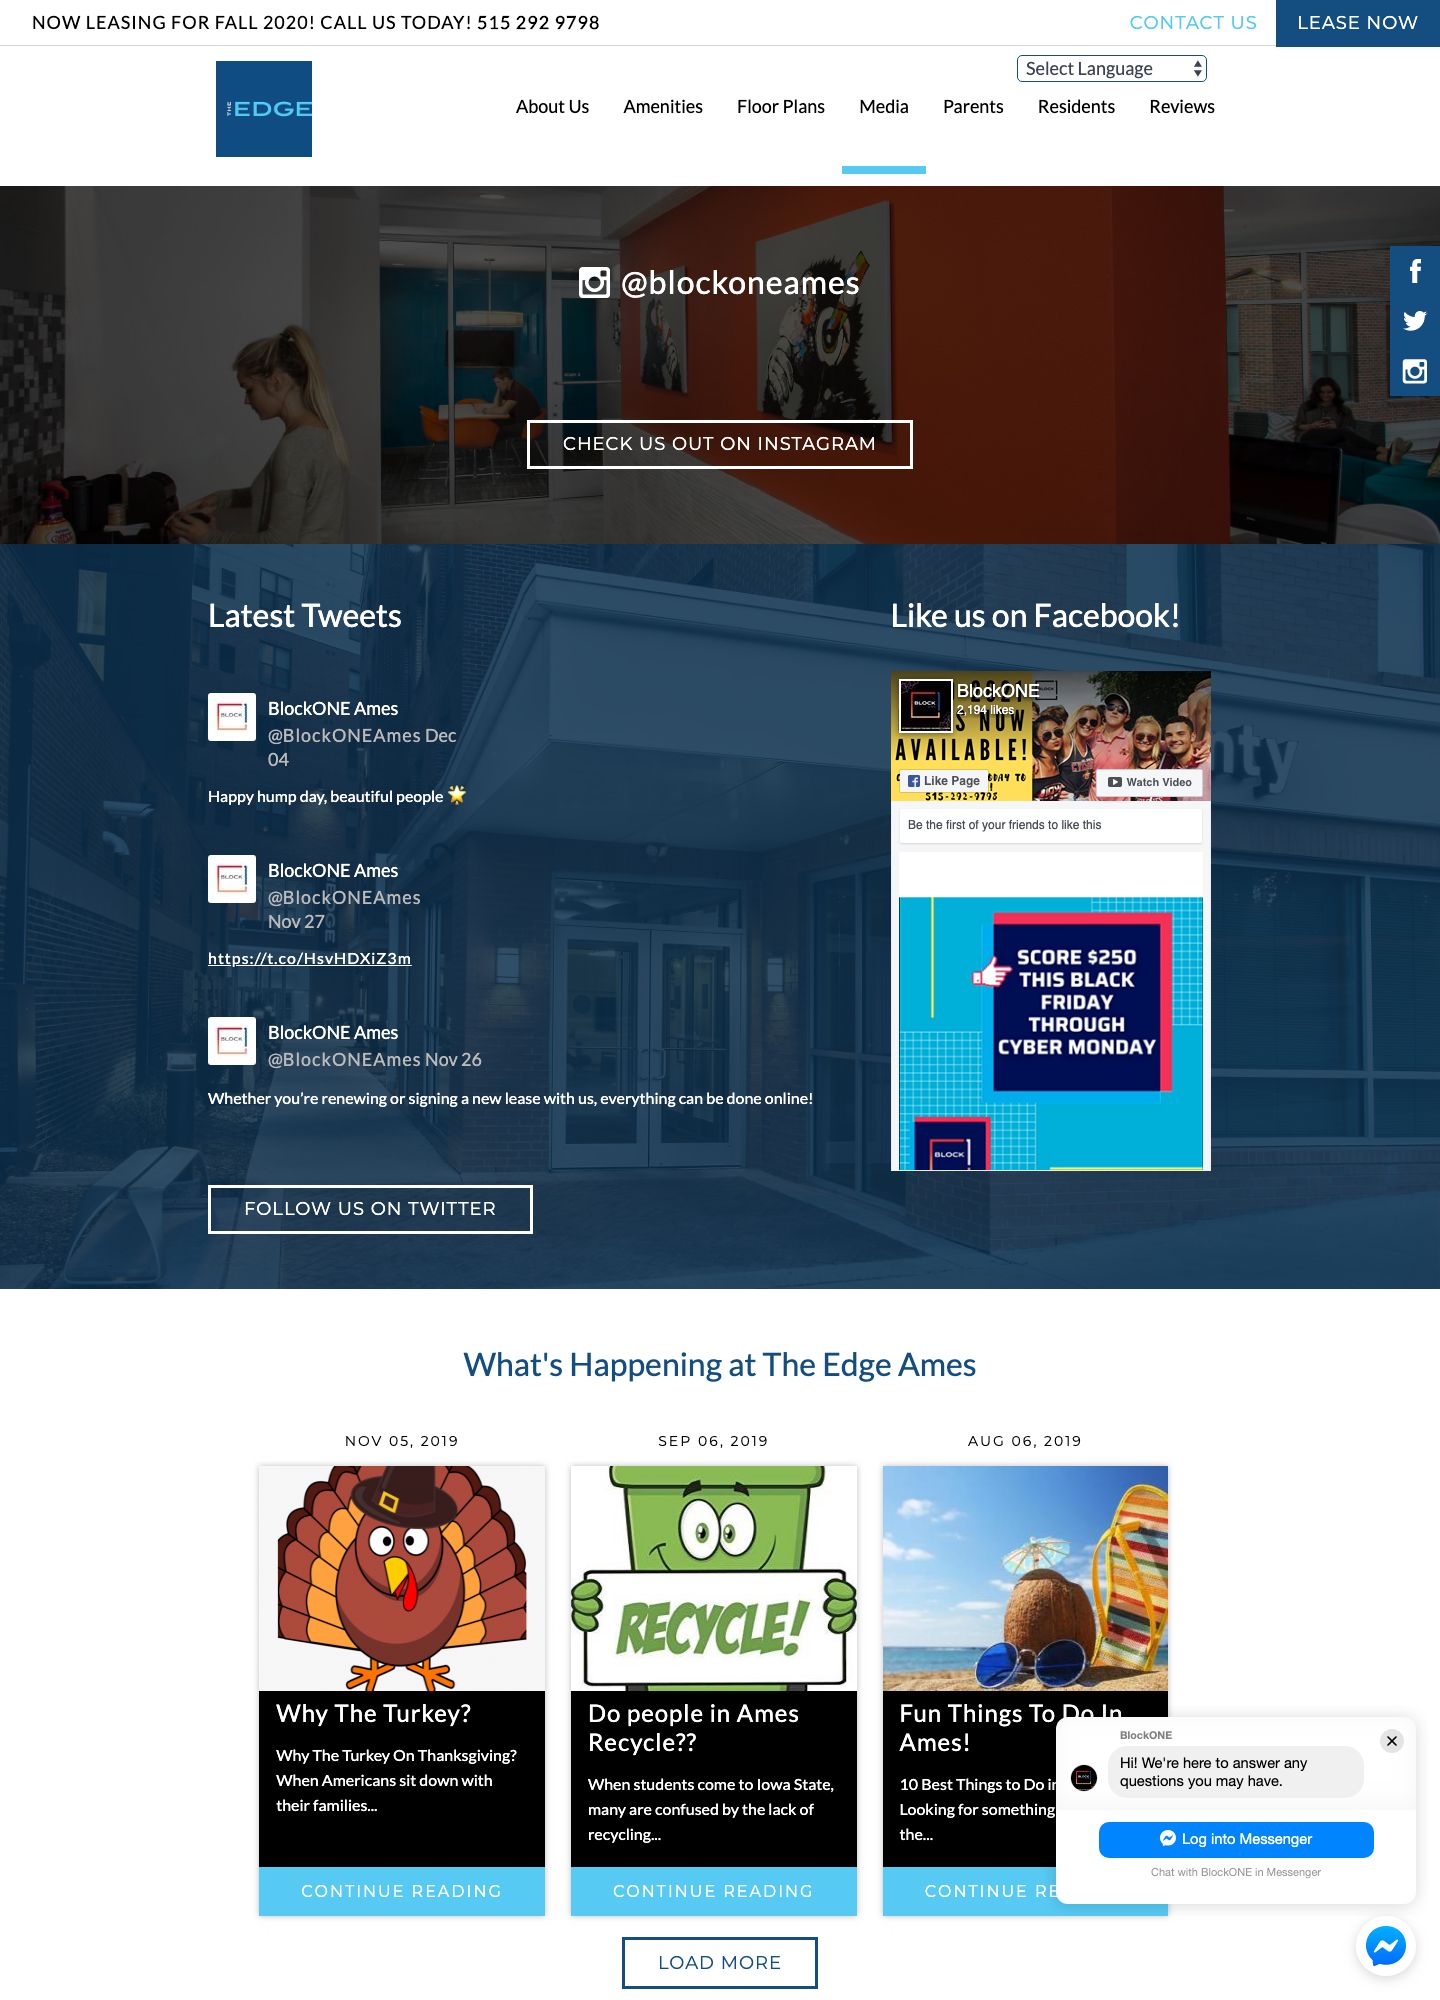 NOW LEASING FOR FALL 2020! CALL US TODAY! 515 292 9798
CONTACT US
LEASE NOW
Select Language
THE EDGE
About Us
Amenities
Floor Plans
Media
Parents
Residents
Reviews
@blockoneames
CHECK US OUT ON INSTAGRAM
Latest Tweets
BlockONE Ames
@BlockONEAmes Dec
04
Happy hump day, beautiful people 🌟
BLOCK
BlockONE Ames
@BlockONEAmes
Nov 27
https://t.co/HsvHDXiZ3m
BLOCK
BlockONE Ames
@BlockONEAmes Nov 26
Whether you're renewing or signing a new lease with us, everything can be done online!
BLOCK
FOLLOW US ON TWITTER
Like us on Facebook!
BLOCK
BlockONE
2,194 likes
NOW
AVAILABLE!
515-292-9798
Like Page
Watch Video
Be the first of your friends to like this
SCORE $250
THIS BLACK
FRIDAY
THROUGH
CYBER MONDAY
BLOCK
What's Happening at The Edge Ames
NOV 05, 2019
Why The Turkey?
Why The Turkey On Thanksgiving?
When Americans sit down with
their families...
CONTINUE READING
SEP 06, 2019
RECYCLE!
Do people in Ames
Recycle??
When students come to Iowa State,
many are confused by the lack of
recycling...
CONTINUE READING
AUG 06, 2019
Fun Things To Do In
Ames!
10 Best Things to Do in
Looking for something
the...
CONTINUE RE
BlockONE
Hi! We're here to answer any
questions you may have.
Log into Messenger
Chat with BlockONE in Messenger
LOAD MORE